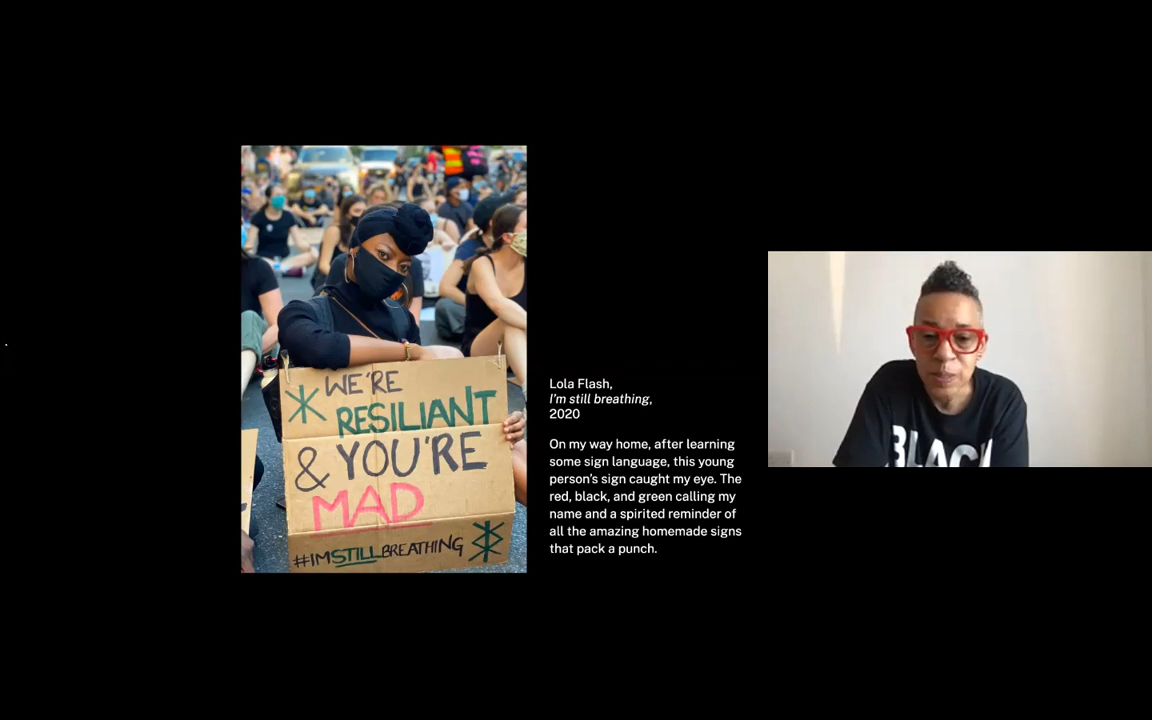 WE'RE
RESILIANT
& YOU'RE
MAD
#IMSTILLBREATHING
Lola Flash,
I'm still breathing,
2020
On my way home, after learning
some sign language, this young
person's sign caught my eye. The
red, black, and green calling my
name and a spirited reminder of
all the amazing homemade signs
that pack a punch.
BLACK